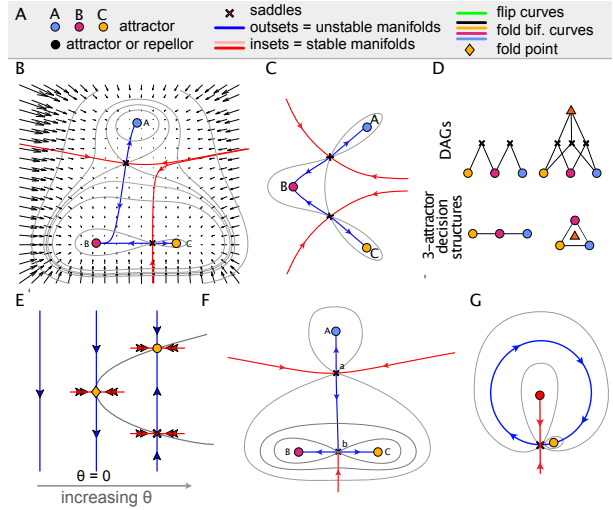 A
A B C attractor
attractor or repellor
saddles
outsets = unstable manifolds
insets = stable manifolds
flip curves
fold bif. curves
fold point
B
A
B
C
C
A
B
C
D
DAGs
3-attractor
decision
structures
E
θ = 0
increasing θ
F
A
a
b
B
C
G